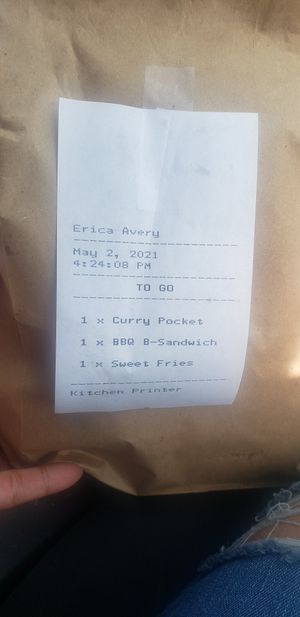 Erica Avery
May 2, 2021
4:24:08 PM
TO GO
1 x Curry Pocket
1 x BBQ B-Sandwich
1 x Sweet Fries
Kitchen Printer